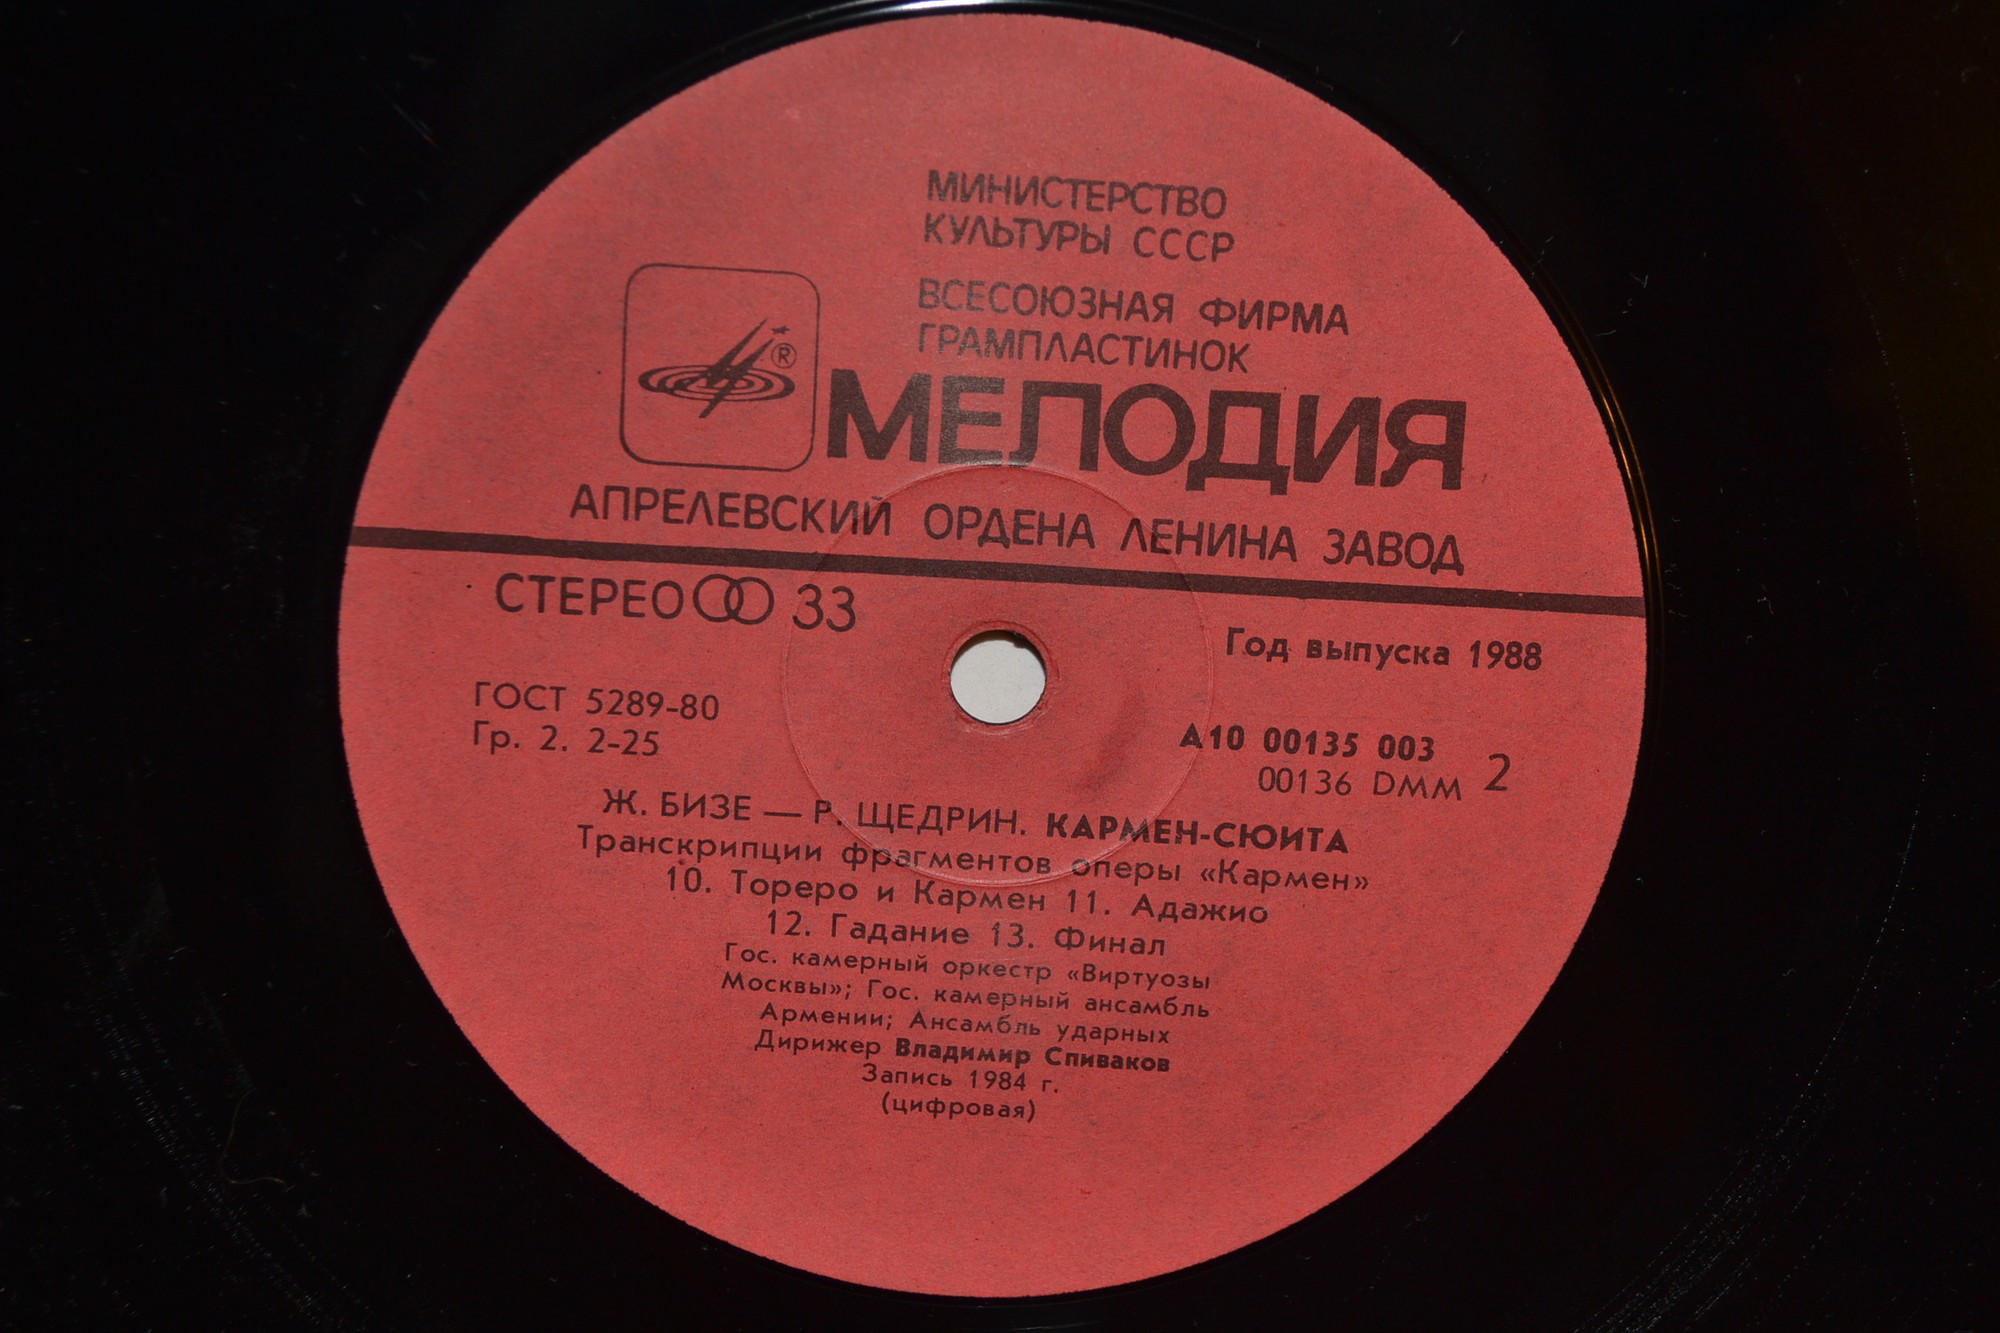 МИНИСТЕРСТВО
КУЛЬТУРЫ СССР
ВСЕСОЮЗНАЯ ФИРМА
ГРАМПЛАСТИНОК
®
МЕЛОДИЯ
АПРЕЛЕВСКИЙ ОРДЕНА ЛЕНИНА ЗАВОД
СТЕРЕО 33
Год выпуска 1988
ГОСТ 5289-80
Гр. 2. 2-25
А10 00135 003
00136 DMM 2
Ж. БИЗЕ — Р. ЩЕДРИН. КАРМЕН-СЮИТА
Транскрипции фрагментов оперы «Кармен»
10. Тореро и Кармен 11. Адажио
12. Гадание 13. Финал
Гос. камерный оркестр «Виртуозы
Москвы»; Гос. камерный ансамбль
Армении; Ансамбль ударных
Дирижер Владимир Спиваков
Запись 1984 г.
(цифровая)